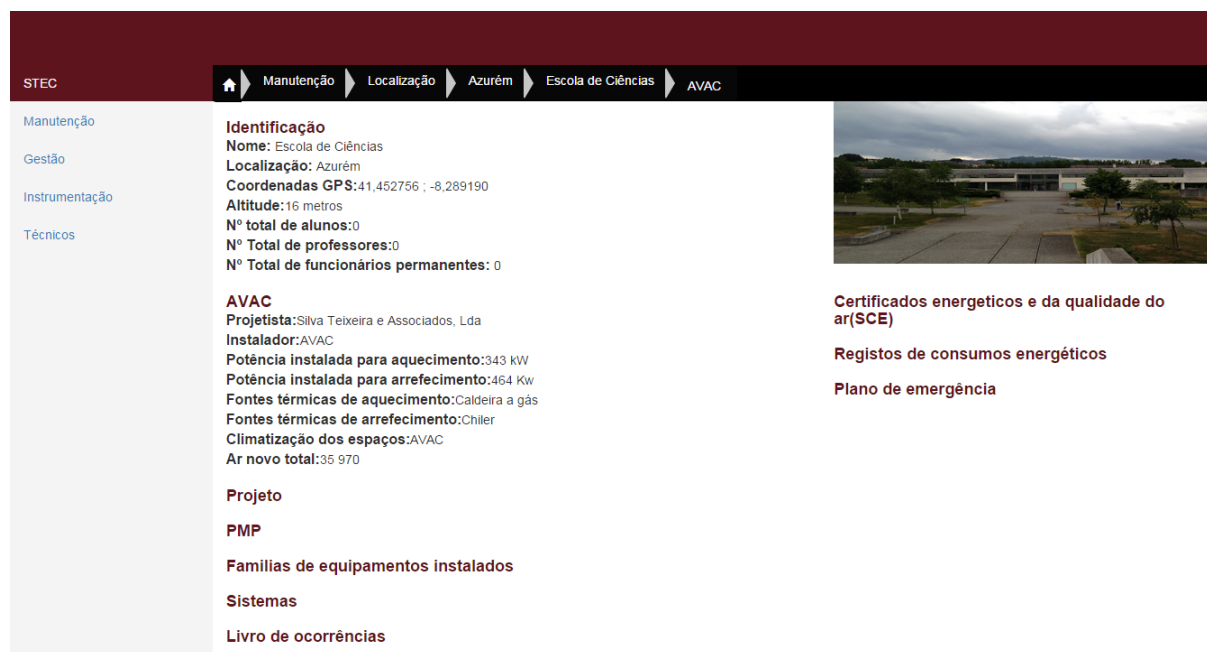 STEC
Manutenção
Localização
Azurém
Escola de Ciências
AVAC
Manutenção
Gestão
Instrumentação
Técnicos
Identificação
Nome: Escola de Ciências
Localização: Azurém
Coordenadas GPS:41,452756 ; -8,289190
Altitude:16 metros
Nº total de alunos:0
Nº Total de professores:0
Nº Total de funcionários permanentes: 0
AVAC
Projetista:Silva Teixeira e Associados, Lda
Instalador:AVAC
Potência instalada para aquecimento:343 kW
Potência instalada para arrefecimento:464 Kw
Fontes térmicas de aquecimento:Caldeira a gás
Fontes térmicas de arrefecimento:Chiler
Climatização dos espaços:AVAC
Ar novo total:35 970
Projeto
PMP
Familias de equipamentos instalados
Sistemas
Livro de ocorrências
Certificados energeticos e da qualidade do
ar(SCE)
Registos de consumos energéticos
Plano de emergência